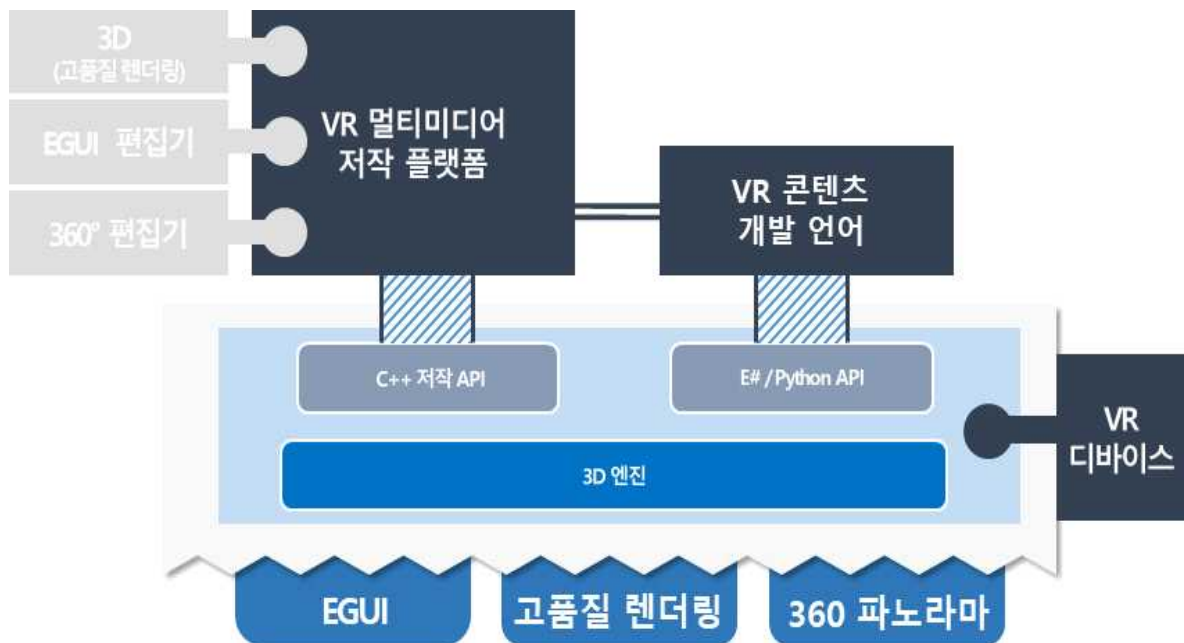 3D
(고품질 렌더링)
EGUI 편집기
360° 편집기
VR 멀티미디어
저작 플랫폼
VR 콘텐츠
개발 언어
C++ 저작 API
E# / Python API
3D 엔진
VR
디바이스
EGUI
고품질 렌더링
360 파노라마